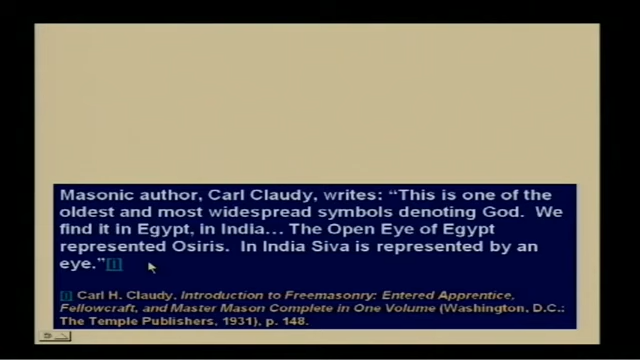 Masonic author, Carl Claudy, writes: “This is one of the
oldest and most widespread symbols denoting God.  We
find it in Egypt, in India…  The Open Eye of Egypt
represented Osiris.  In India Siva is represented by an
eye.”[i]
[i] Carl H. Claudy, Introduction to Freemasonry: Entered Apprentice,
Fellowcraft, and Master Mason Complete in One Volume (Washington, D.C.:
The Temple Publishers, 1931), p. 148.